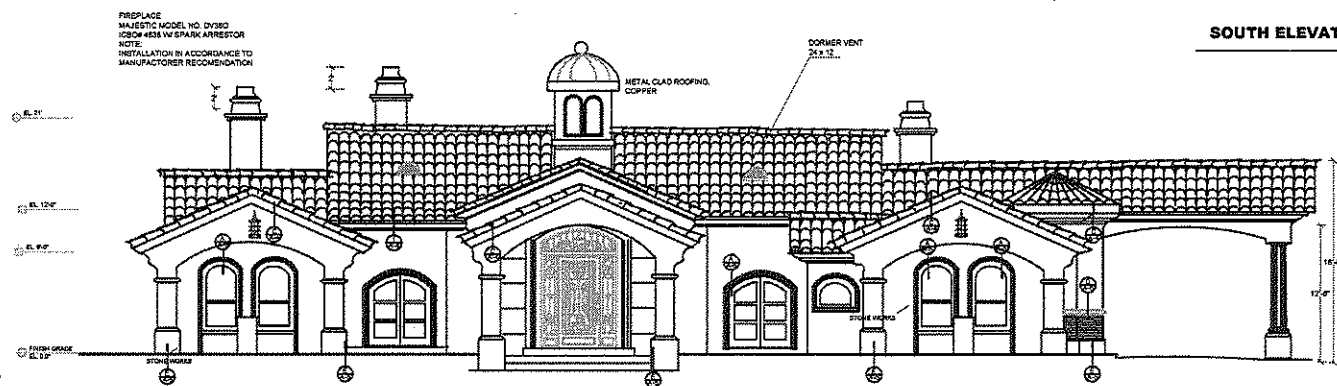 FIREPLACE
MAJESTIC MODEL NO. DV360
ICBO# 4638 W/ SPARK ARRESTOR
NOTE:
INSTALLATION IN ACCORDANCE TO
MANUFACTORER RECOMENDATION
SOUTH ELEVAT
DORMER VENT
24 x 12
METAL CLAD ROOFING.
COPPER
EL 21'
EL 12'-0"
EL 9'-0"
FINISH GRADE
EL 0.0'
STONE WORKS
STONE WORKS
12'-6"